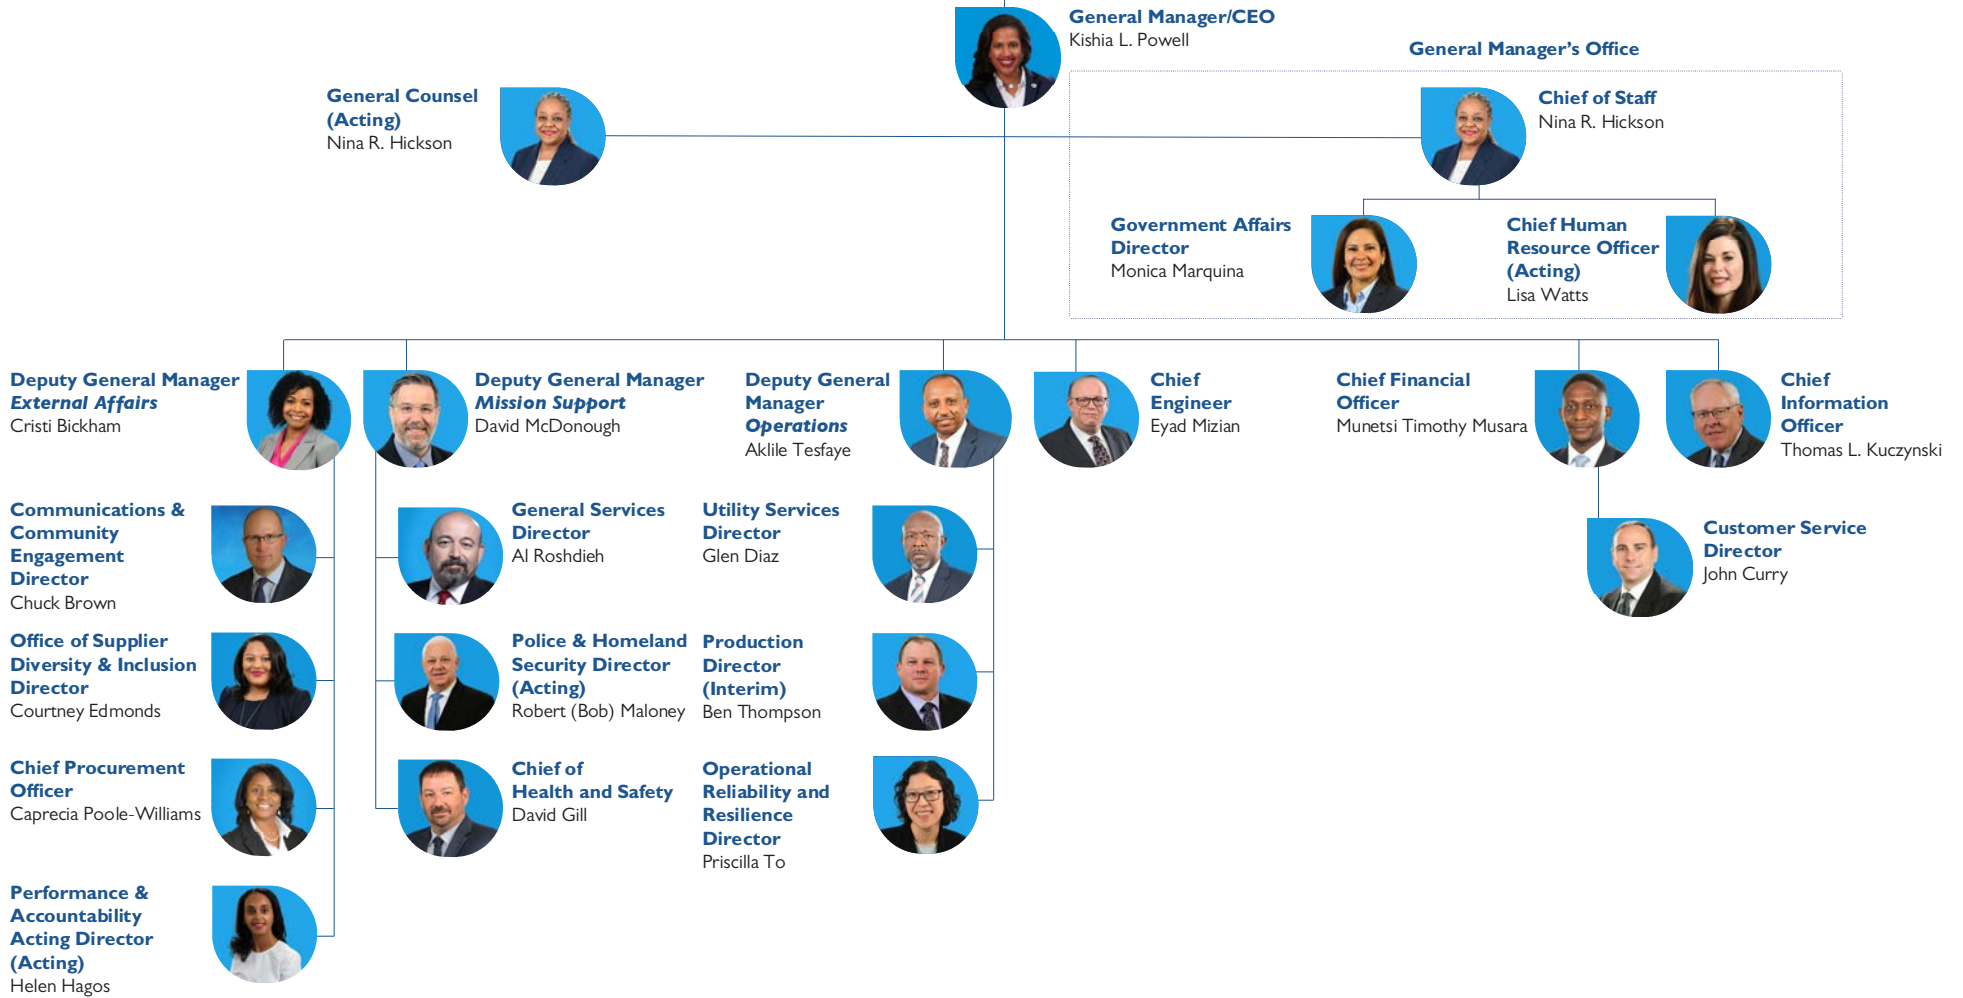 General Manager/CEO
Kishia L. Powell
General Manager's Office
General Counsel
(Acting)
Nina R. Hickson
Chief of Staff
Nina R. Hickson
Government Affairs
Director
Monica Marquina
Chief Human
Resource Officer
(Acting)
Lisa Watts
Deputy General Manager
External Affairs
Cristi Bickham
Deputy General Manager
Mission Support
David McDonough
Deputy General
Manager
Operations
Aklile Tesfaye
Chief
Engineer
Eyad Mizian
Chief Financial
Officer
Munetsi Timothy Musara
Chief
Information
Officer
Thomas L. Kuczynski
Communications &
Community
Engagement
Director
Chuck Brown
General Services
Director
Al Roshdieh
Utility Services
Director
Glen Diaz
Customer Service
Director
John Curry
Office of Supplier
Diversity & Inclusion
Director
Courtney Edmonds
Police & Homeland
Security Director
(Acting)
Robert (Bob) Maloney
Production
Director
(Interim)
Ben Thompson
Chief Procurement
Officer
Caprecia Poole-Williams
Chief of
Health and Safety
David Gill
Operational
Reliability and
Resilience
Director
Priscilla To
Performance &
Accountability
Acting Director
(Acting)
Helen Hagos